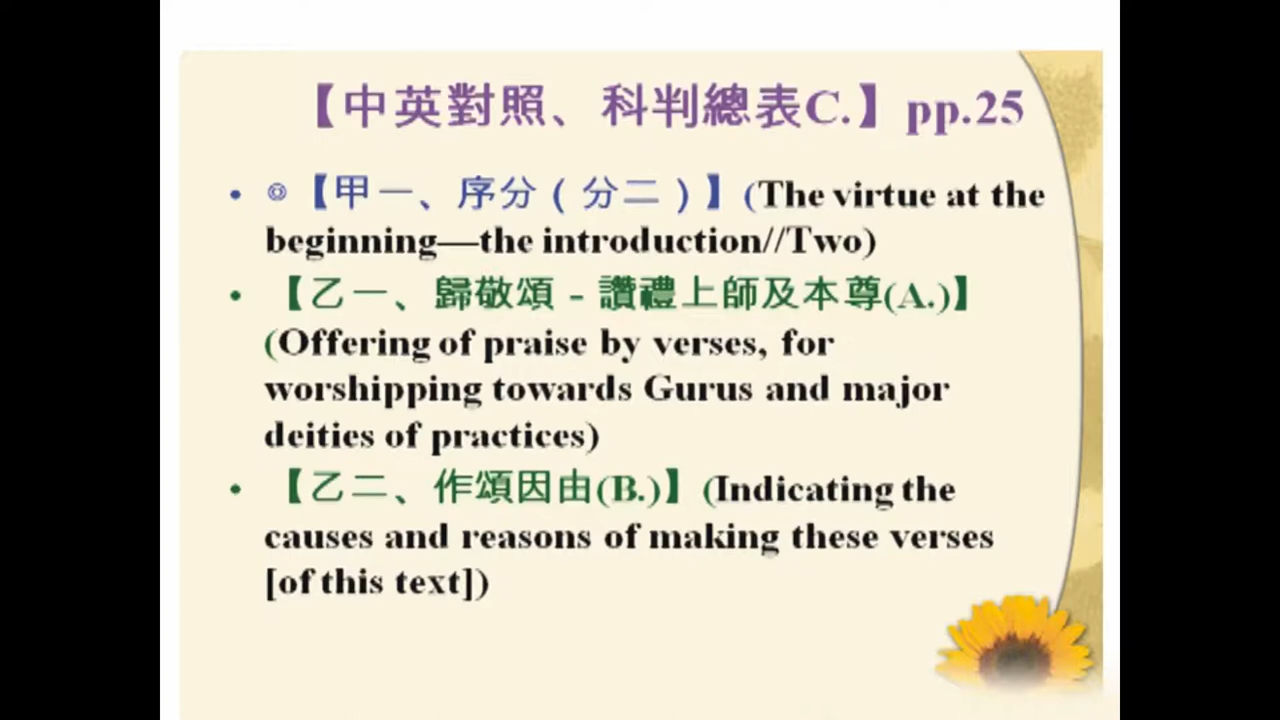 【中英對照、科判總表C.】pp.25
• ◎【甲一、序分（分二）】(The virtue at the
beginning—the introduction//Two)
• 【乙一、歸敬頌－讚禮上師及本尊(A.)】
(Offering of praise by verses, for
worshipping towards Gurus and major
deities of practices)
• 【乙二、作頌因由(B.)】(Indicating the
causes and reasons of making these verses
[of this text])